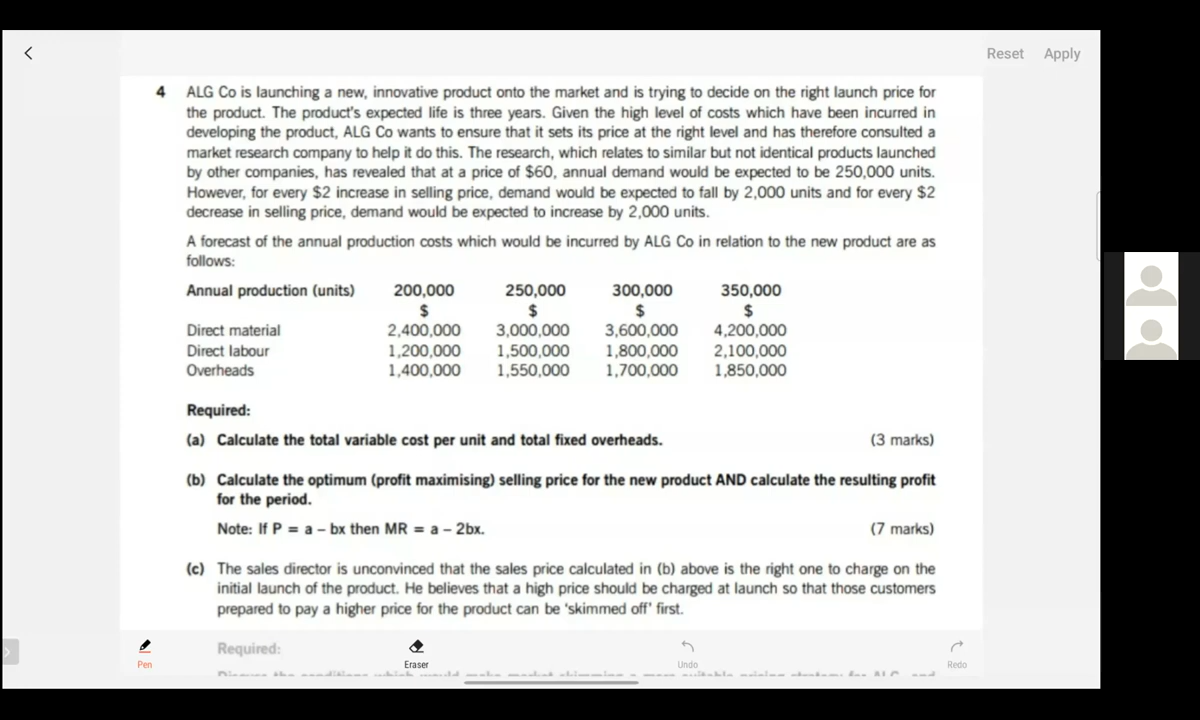 Reset Apply
4 ALG Co is launching a new, innovative product onto the market and is trying to decide on the right launch price for
the product. The product's expected life is three years. Given the high level of costs which have been incurred in
developing the product, ALG Co wants to ensure that it sets its price at the right level and has therefore consulted a
market research company to help it do this. The research, which relates to similar but not identical products launched
by other companies, has revealed that at a price of $60, annual demand would be expected to be 250,000 units.
However, for every $2 increase in selling price, demand would be expected to fall by 2,000 units and for every $2
decrease in selling price, demand would be expected to increase by 2,000 units.
A forecast of the annual production costs which would be incurred by ALG Co in relation to the new product are as
follows:
Annual production (units) 200,000 250,000 300,000 350,000
$ $ $ $
Direct material 2,400,000 3,000,000 3,600,000 4,200,000
Direct labour 1,200,000 1,500,000 1,800,000 2,100,000
Overheads 1,400,000 1,550,000 1,700,000 1,850,000
Required:
(a) Calculate the total variable cost per unit and total fixed overheads. (3 marks)
(b) Calculate the optimum (profit maximising) selling price for the new product AND calculate the resulting profit
for the period.
Note: If P = a – bx then MR = a – 2bx. (7 marks)
(c) The sales director is unconvinced that the sales price calculated in (b) above is the right one to charge on the
initial launch of the product. He believes that a high price should be charged at launch so that those customers
prepared to pay a higher price for the product can be 'skimmed off' first.
Required:
Pen Eraser Undo Redo